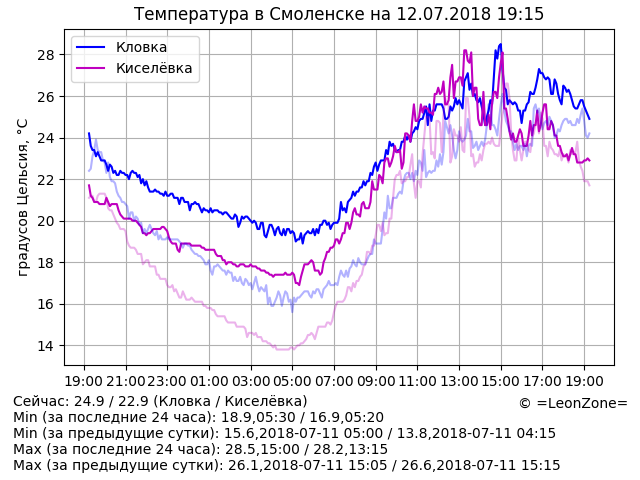 Температура в Смоленске на 12.07.2018 19:15
Кловка
Киселёвка
градусов Цельсия, °C
28
26
24
22
20
18
16
14
19:00 21:00 23:00 01:00 03:00 05:00 07:00 09:00 11:00 13:00 15:00 17:00 19:00
Сейчас: 24.9 / 22.9 (Кловка / Киселёвка)
© =LeonZone=
Min (за последние 24 часа): 18.9,05:30 / 16.9,05:20
Min (за предыдущие сутки): 15.6,2018-07-11 05:00 / 13.8,2018-07-11 04:15
Max (за последние 24 часа): 28.5,15:00 / 28.2,13:15
Max (за предыдущие сутки): 26.1,2018-07-11 15:05 / 26.6,2018-07-11 15:15